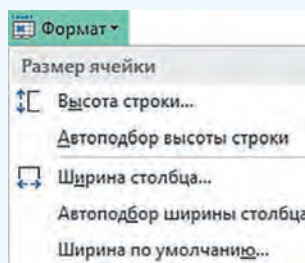 Формат
Размер ячейки
Высота строки...
Автоподбор высоты строки
Ширина столбца...
Автоподбор ширины столбца
Ширина по умолчанию...